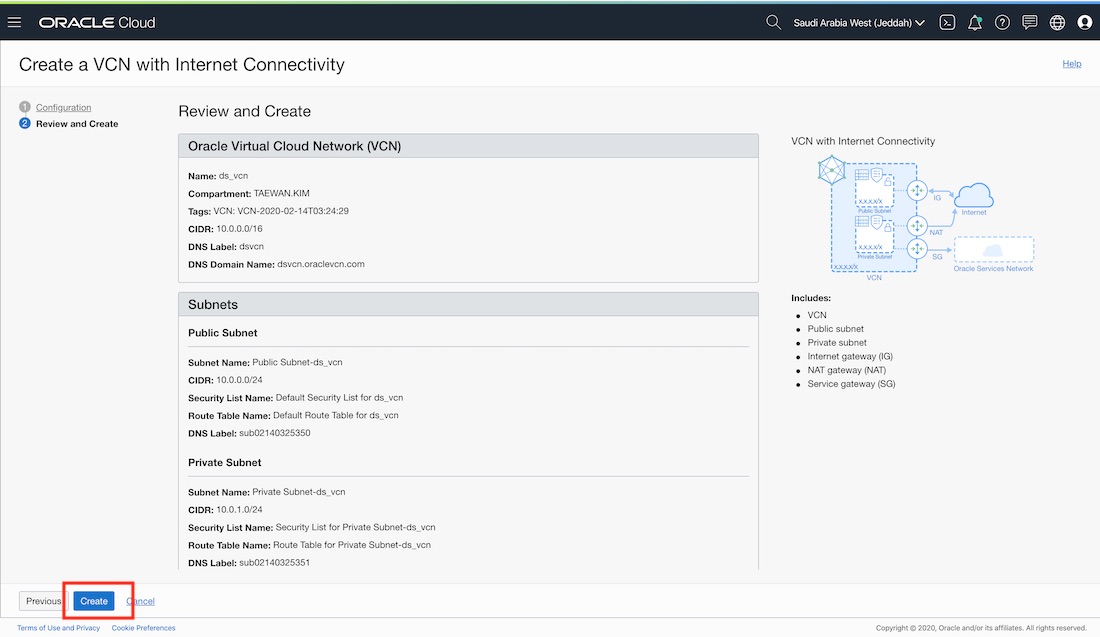 ORACLE Cloud
Saudi Arabia West (Jeddah)
Create a VCN with Internet Connectivity
Help
1 Configuration
2 Review and Create
Review and Create
Oracle Virtual Cloud Network (VCN)
Name: ds_vcn
Compartment: TAEWAN.KIM
Tags: VCN: VCN-2020-02-14T03:24:29
CIDR: 10.0.0.0/16
DNS Label: dsvcn
DNS Domain Name: dsvcn.oraclevcn.com
Subnets
Public Subnet
Subnet Name: Public Subnet-ds_vcn
CIDR: 10.0.0.0/24
Security List Name: Default Security List for ds_vcn
Route Table Name: Default Route Table for ds_vcn
DNS Label: sub02140325350
Private Subnet
Subnet Name: Private Subnet-ds_vcn
CIDR: 10.0.1.0/24
Security List Name: Security List for Private Subnet-ds_vcn
Route Table Name: Route Table for Private Subnet-ds_vcn
DNS Label: sub02140325351
VCN with Internet Connectivity
X.X.X.X/X
Public Subnet
IG
Internet
NAT
X.X.X.X/X
Private Subnet
SG
X.X.X.X/X
Oracle Services Network
VCN
Includes:
VCN
Public subnet
Private subnet
Internet gateway (IG)
NAT gateway (NAT)
Service gateway (SG)
Previous
Create
Cancel
Terms of Use and Privacy
Cookie Preferences
Copyright © 2020, Oracle and/or its affiliates. All rights reserved.